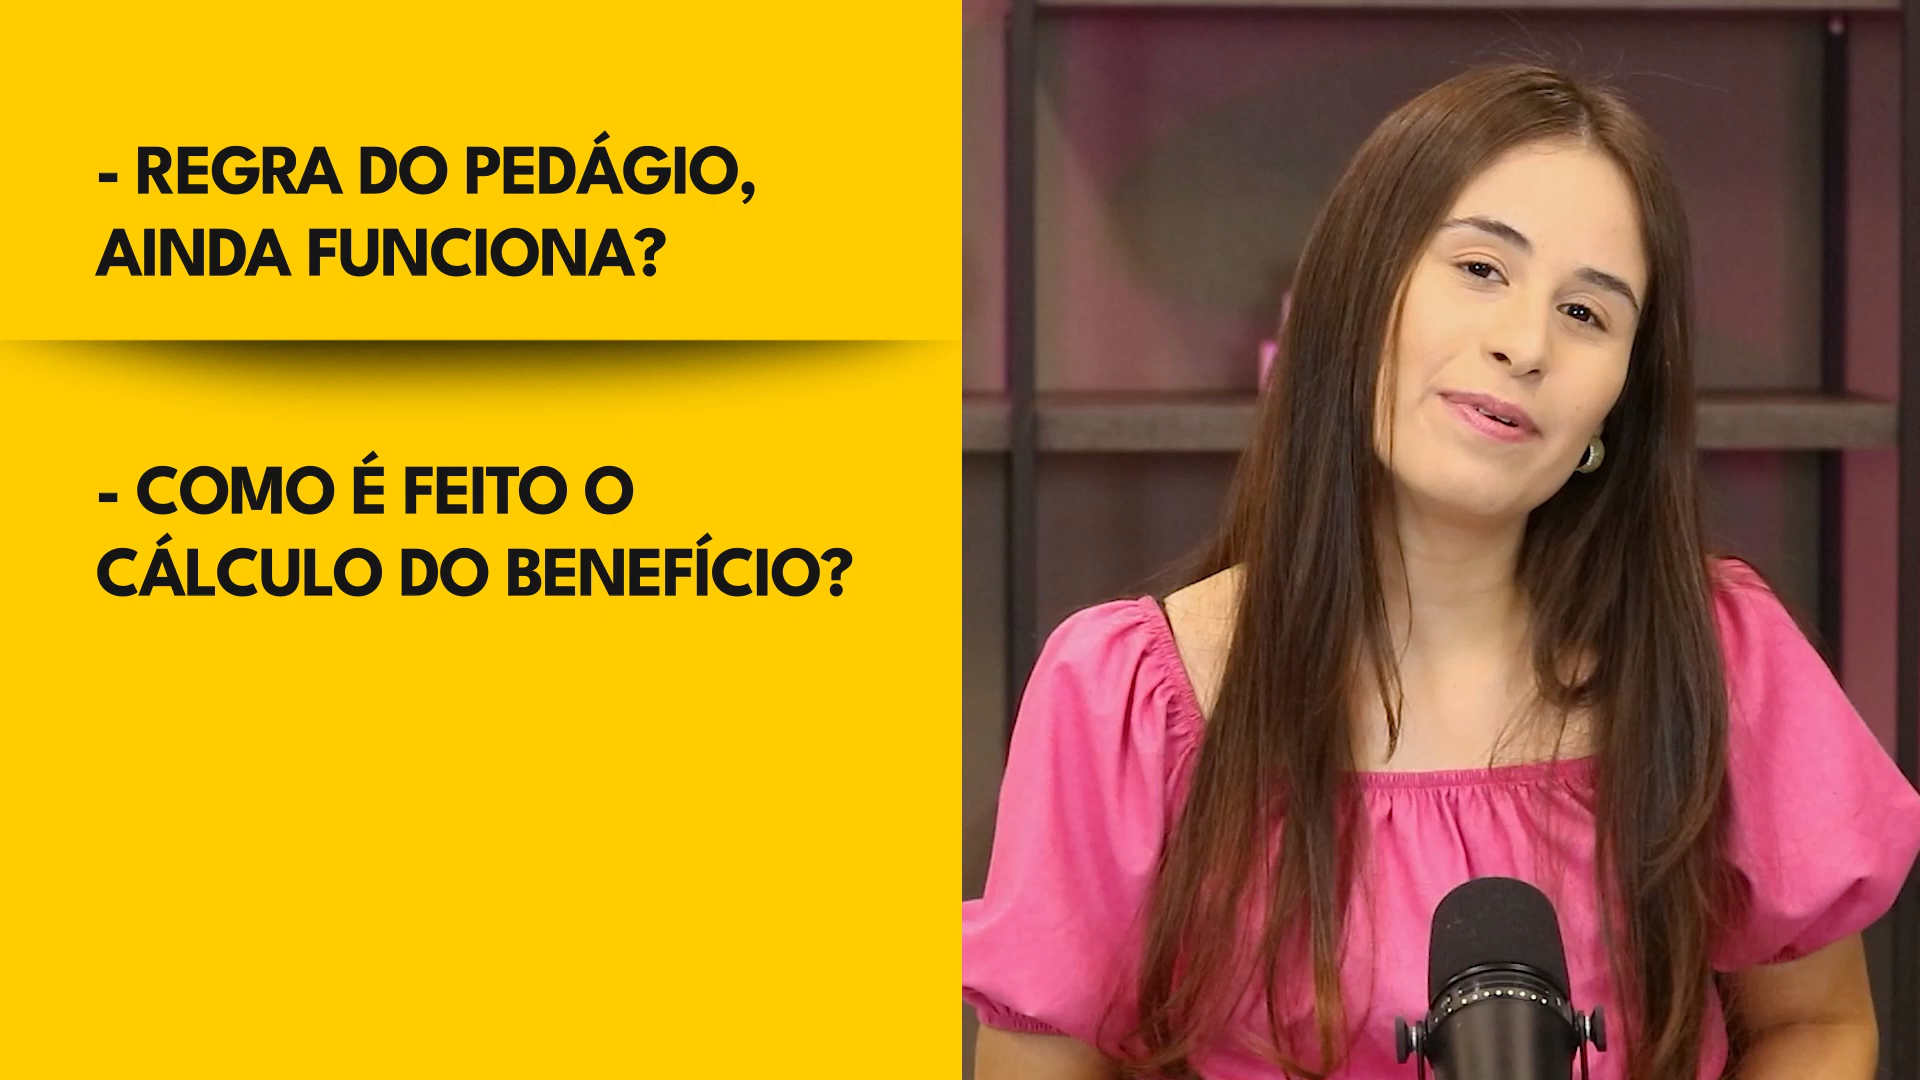 - REGRA DO PEDÁGIO,
AINDA FUNCIONA?
- COMO É FEITO O
CÁLCULO DO BENEFÍCIO?